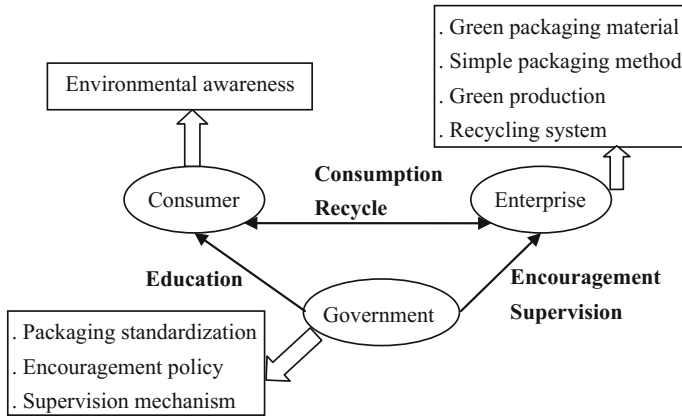 . Green packaging material
. Simple packaging method
. Green production
. Recycling system
Environmental awareness
Consumer
Consumption
Recycle
Enterprise
Education
Encouragement
Supervision
Government
. Packaging standardization
. Encouragement policy
. Supervision mechanism